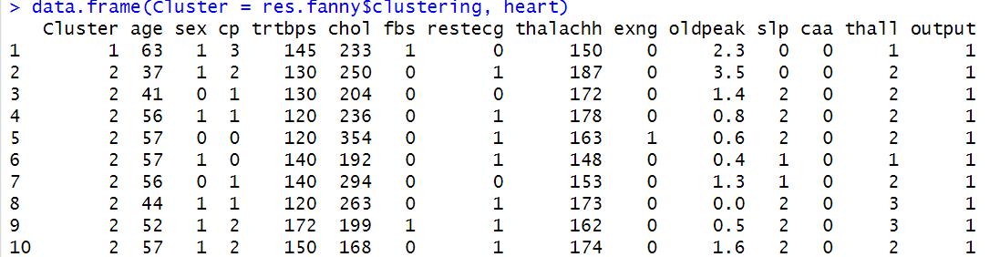 > data.frame(Cluster = res.fanny$clustering, heart)
Cluster age sex cp trtbps chol fbs restecg thalachh exng oldpeak slp caa thall output
1 1 63 1 3 145 233 1 0 150 0 2.3 0 0 1 1
2 2 37 1 2 130 250 0 1 187 0 3.5 0 0 2 1
3 2 41 0 1 130 204 0 0 172 0 1.4 2 0 2 1
4 2 56 1 1 120 236 0 1 178 0 0.8 2 0 2 1
5 2 57 0 0 120 354 0 1 163 1 0.6 2 0 2 1
6 2 57 1 0 140 192 0 1 148 0 0.4 1 0 1 1
7 2 56 0 1 140 294 0 0 153 0 1.3 1 0 2 1
8 2 44 1 1 120 263 0 1 173 0 0.0 2 0 3 1
9 2 52 1 2 172 199 1 1 162 0 0.5 2 0 3 1
10 2 57 1 2 150 168 0 1 174 0 1.6 2 0 2 1